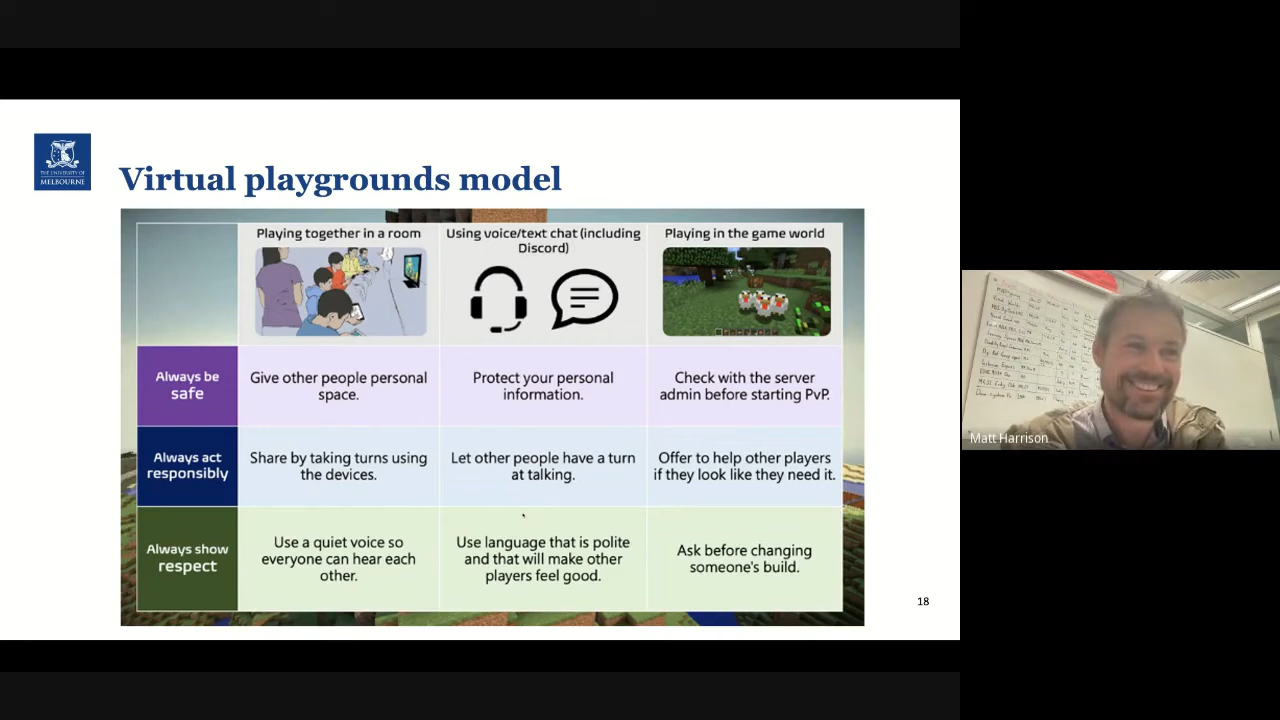 THE UNIVERSITY OF
MELBOURNE
Virtual playgrounds model
Playing together in a room
Using voice/text chat (including
Discord)
Playing in the game world
Always be
safe
Give other people personal
space.
Protect your personal
information.
Check with the server
admin before starting PvP.
Always act
responsibly
Share by taking turns using
the devices.
Let other people have a turn
at talking.
Offer to help other players
if they look like they need it.
Always show
respect
Use a quiet voice so
everyone can hear each
other.
Use language that is polite
and that will make other
players feel good.
Ask before changing
someone's build.
18
Matt Harrison